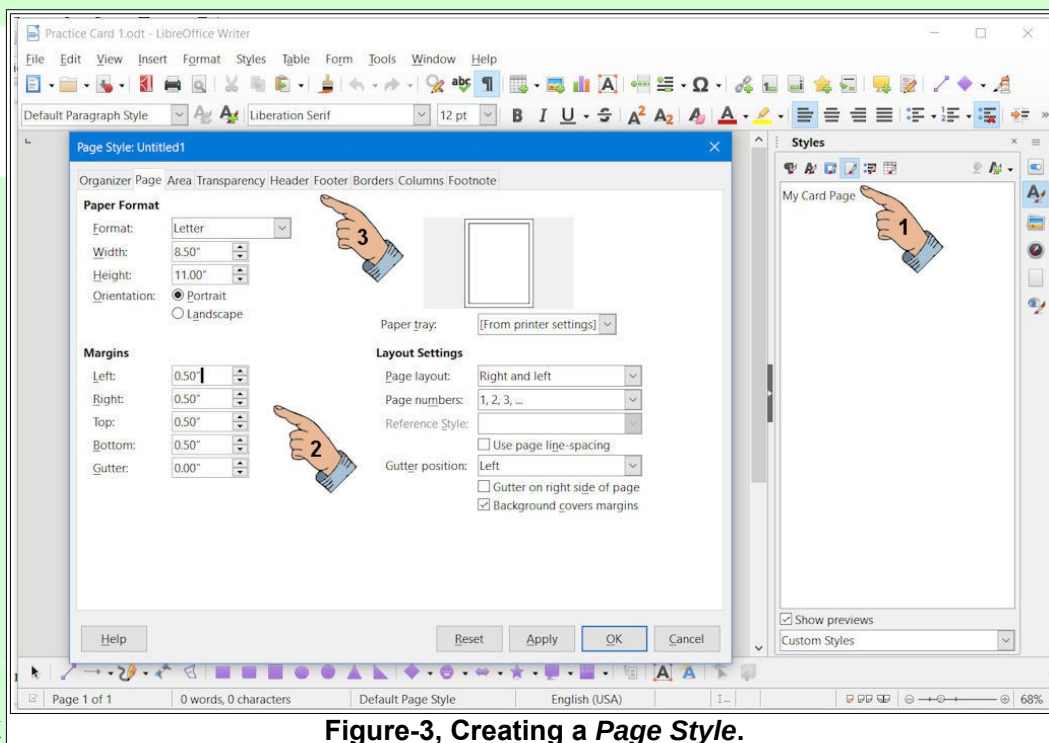 Practice Card 1.odt - LibreOffice Writer
File Edit View Insert Format Styles Table Form Tools Window Help
Default Paragraph Style Liberation Serif 12 pt
Styles
My Card Page
1
Page Style: Untitled1
Organizer Page Area Transparency Header Footer Borders Columns Footnote
Paper Format
Format: Letter
Width: 8.50"
Height: 11.00"
Orientation: Portrait
Landscape
3
Paper tray: [From printer settings]
Margins
Left: 0.50"
Right: 0.50"
Top: 0.50"
Bottom: 0.50"
Gutter: 0.00"
2
Layout Settings
Page layout: Right and left
Page numbers: 1, 2, 3, ...
Reference Style:
Use page line-spacing
Gutter position: Left
Gutter on right side of page
Background covers margins
Help Reset Apply OK Cancel
Show previews
Custom Styles
Page 1 of 1 0 words, 0 characters Default Page Style English (USA) 68%
Figure-3, Creating a Page Style.